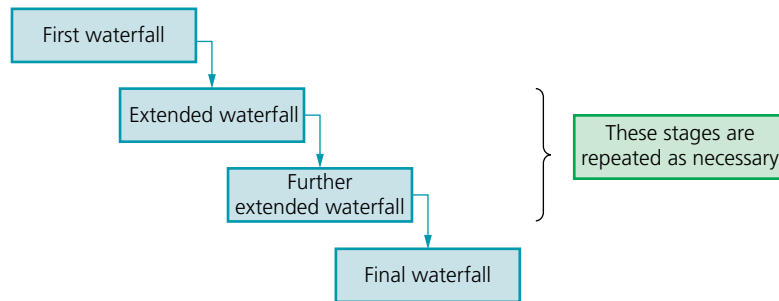 First waterfall
Extended waterfall
These stages are
repeated as necessary
Further
extended waterfall
Final waterfall